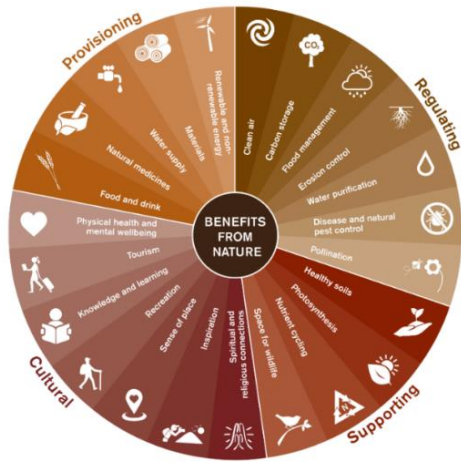 Provisioning
Regulating
Supporting
Cultural
BENEFITS
FROM
NATURE
Clean air
Carbon storage
CO₂
Flood management
Erosion control
Water purification
Disease and natural
pest control
Pollination
Healthy soils
Photosynthesis
Nutrient cycling
N
Space for wildlife
Spiritual and
religious connections
Inspiration
Sense of place
Recreation
Knowledge and learning
Tourism
Physical health and
mental wellbeing
Food and drink
Natural medicines
Water supply
Materials
Renewable and non-
renewable energy